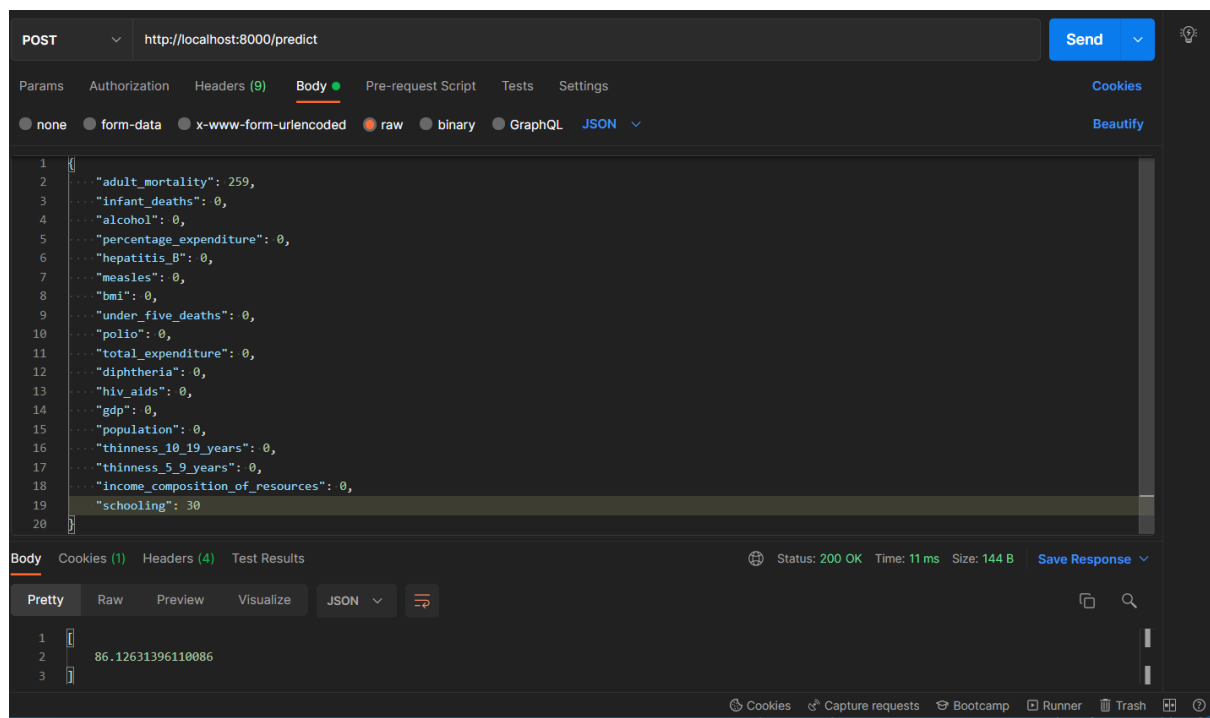 POST http://localhost:8000/predict Send
Params Authorization Headers (9) Body Pre-request Script Tests Settings Cookies
none form-data x-www-form-urlencoded raw binary GraphQL JSON Beautify
1 {
2 "adult_mortality": 259,
3 "infant_deaths": 0,
4 "alcohol": 0,
5 "percentage_expenditure": 0,
6 "hepatitis_B": 0,
7 "measles": 0,
8 "bmi": 0,
9 "under_five_deaths": 0,
10 "polio": 0,
11 "total_expenditure": 0,
12 "diphtheria": 0,
13 "hiv_aids": 0,
14 "gdp": 0,
15 "population": 0,
16 "thinness_10_19_years": 0,
17 "thinness_5_9_years": 0,
18 "income_composition_of_resources": 0,
19 "schooling": 30
20 }
Body Cookies (1) Headers (4) Test Results Status: 200 OK Time: 11 ms Size: 144 B Save Response
Pretty Raw Preview Visualize JSON
1 [
2 86.12631396110086
3 ]
Cookies Capture requests Bootcamp Runner Trash